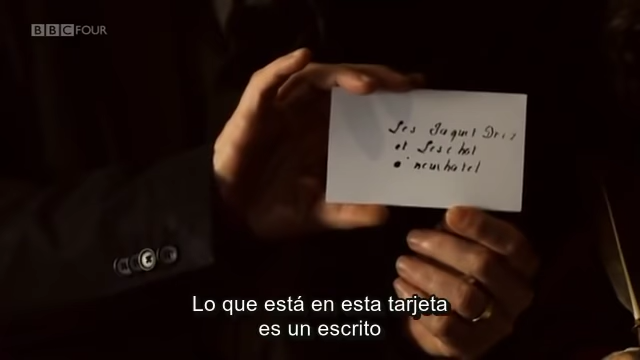 BBC FOUR
Les Jaquet Droz
et Leschot
à neuchatel
Lo que está en esta tarjeta
es un escrito